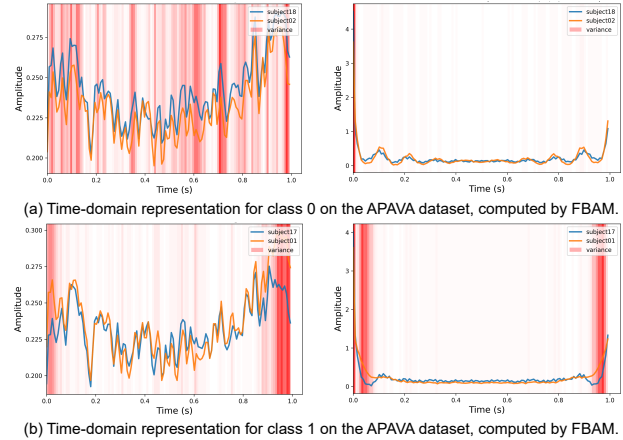 subject18
subject02
variance
0.275
0.250
0.225
0.200
Amplitude
0.0 0.2 0.4 0.6 0.8 1.0
Time (s)
subject18
subject02
variance
4
3
2
1
0
Amplitude
0.0 0.2 0.4 0.6 0.8 1.0
Time (s)
(a) Time-domain representation for class 0 on the APAVA dataset, computed by FBAM.
subject17
subject01
variance
0.300
0.275
0.250
0.225
0.200
Amplitude
0.0 0.2 0.4 0.6 0.8 1.0
Time (s)
subject17
subject01
variance
4
3
2
1
0
Amplitude
0.0 0.2 0.4 0.6 0.8 1.0
Time (s)
(b) Time-domain representation for class 1 on the APAVA dataset, computed by FBAM.